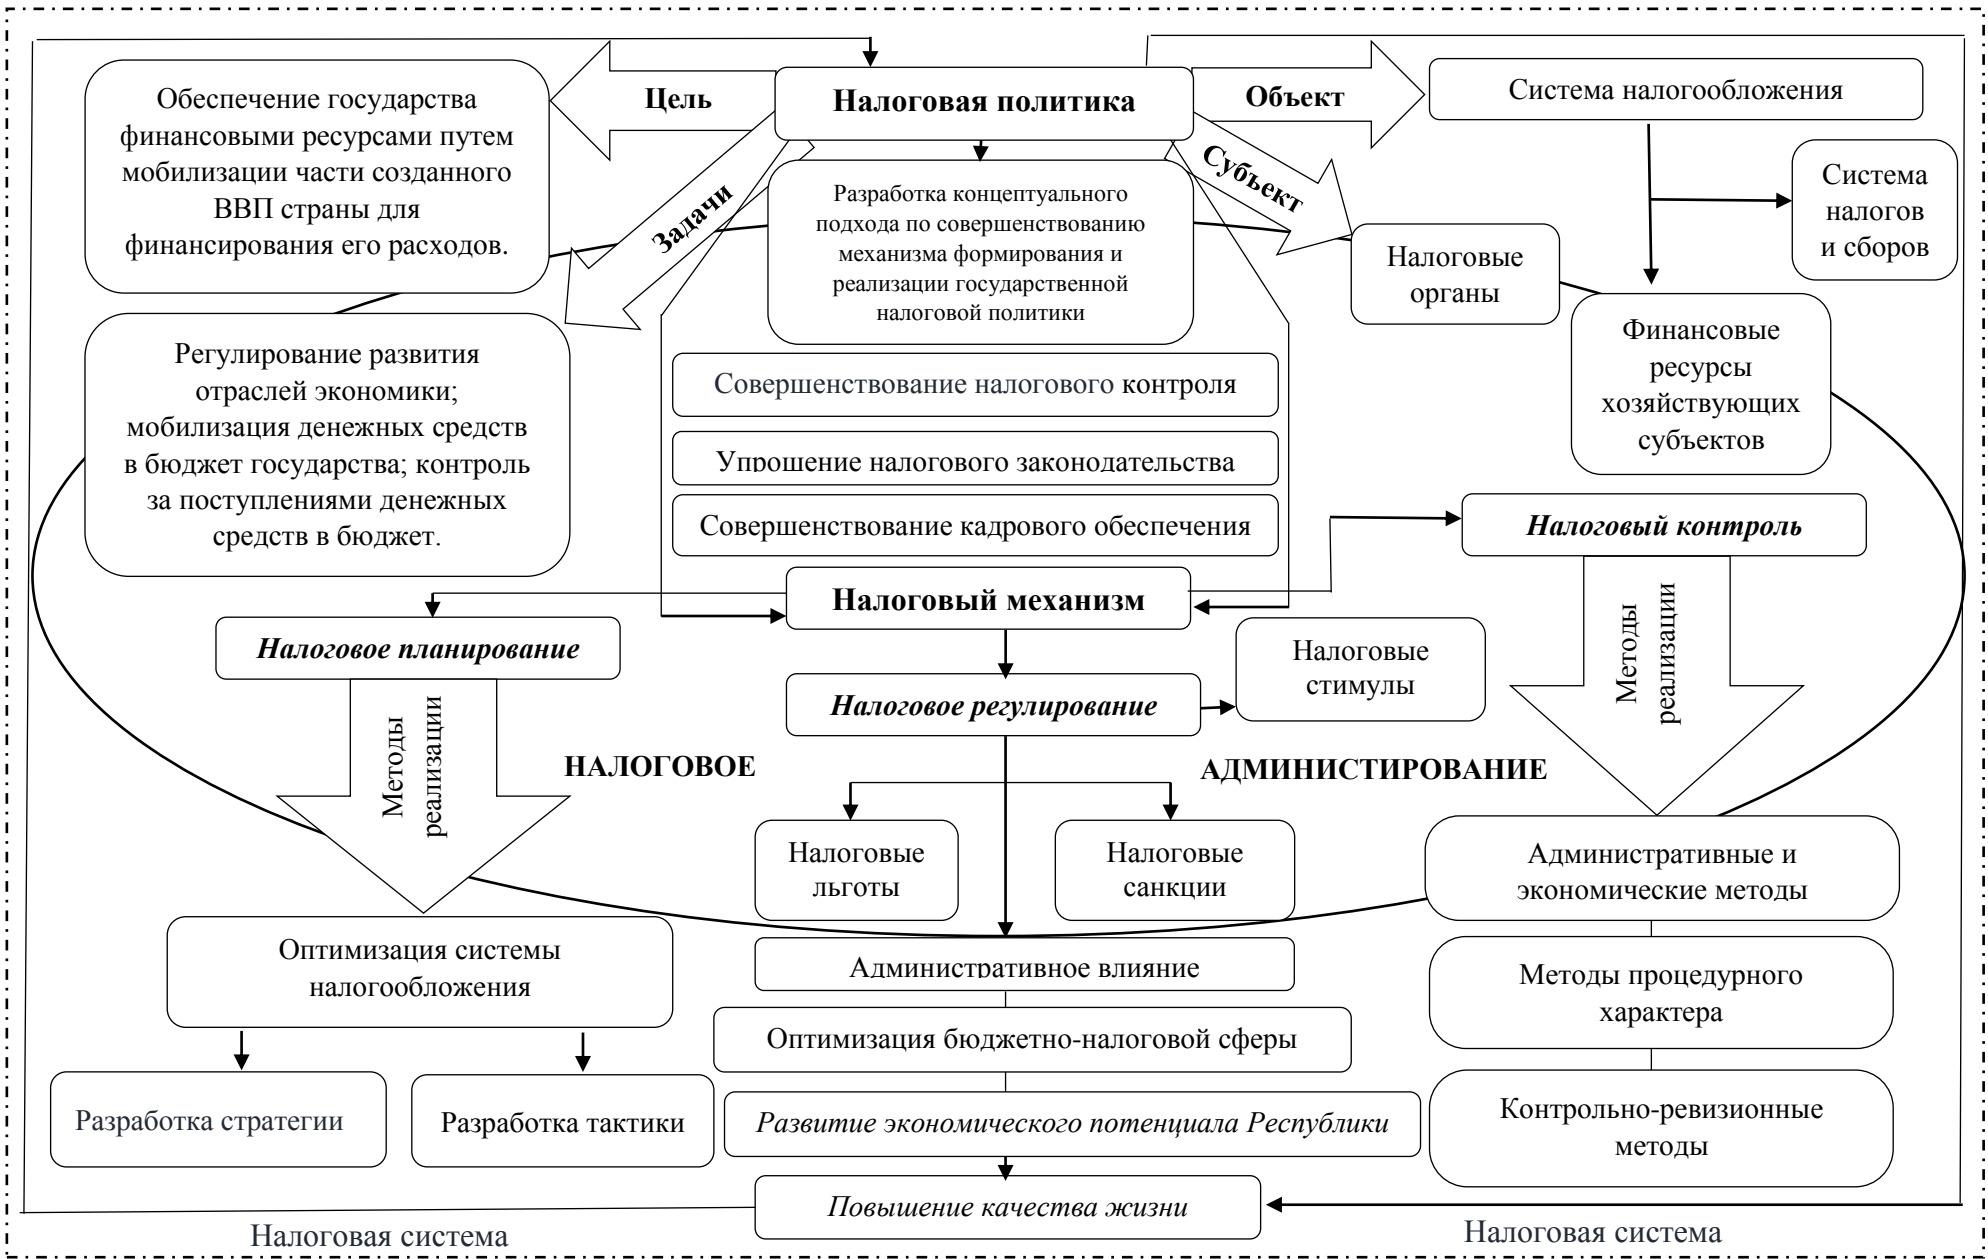 Налоговая политика
Цель
Объект
Задачи
Субъект
Обеспечение государства
финансовыми ресурсами путем
мобилизации части созданного
ВВП страны для
финансирования его расходов.
Разработка концептуального
подхода по совершенствованию
механизма формирования и
реализации государственной
налоговой политики
Система налогообложения
Система
налогов
и сборов
Налоговые
органы
Финансовые
ресурсы
хозяйствующих
субъектов
Регулирование развития
отраслей экономики;
мобилизация денежных средств
в бюджет государства; контроль
за поступлениями денежных
средств в бюджет.
Совершенствование налогового контроля
Упрошение налогового законодательства
Совершенствование кадрового обеспечения
Налоговый контроль
Налоговый механизм
Налоговое планирование
Налоговое регулирование
Налоговые
стимулы
Методы
реализации
Методы
реализации
НАЛОГОВОЕ
АДМИНИСТИРОВАНИЕ
Налоговые
льготы
Налоговые
санкции
Административные и
экономические методы
Оптимизация системы
налогообложения
Административное влияние
Методы процедурного
характера
Оптимизация бюджетно-налоговой сферы
Разработка стратегии
Разработка тактики
Развитие экономического потенциала Республики
Контрольно-ревизионные
методы
Повышение качества жизни
Налоговая система
Налоговая система